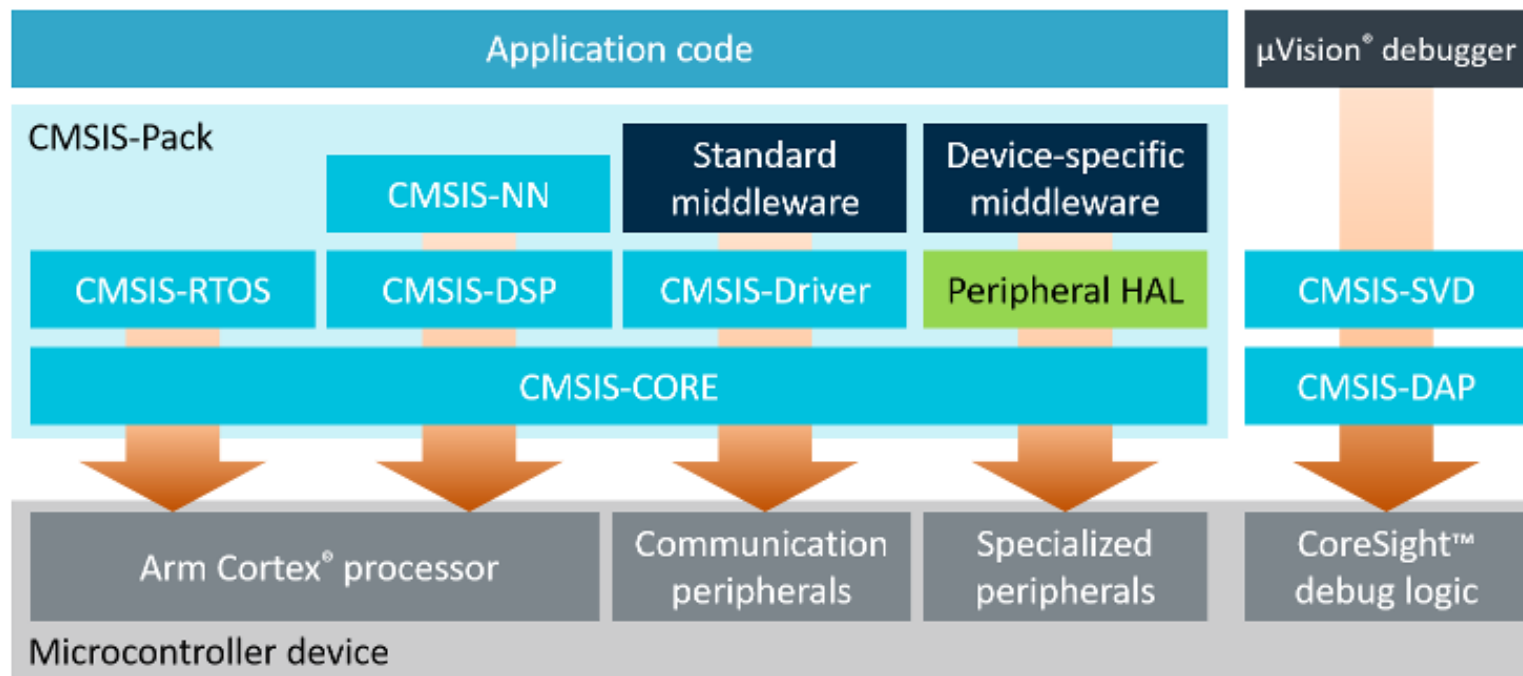 Application code
µVision® debugger
CMSIS-Pack
Standard
middleware
Device-specific
middleware
CMSIS-NN
CMSIS-RTOS
CMSIS-DSP
CMSIS-Driver
Peripheral HAL
CMSIS-SVD
CMSIS-CORE
CMSIS-DAP
Arm Cortex® processor
Communication
peripherals
Specialized
peripherals
CoreSight™
debug logic
Microcontroller device